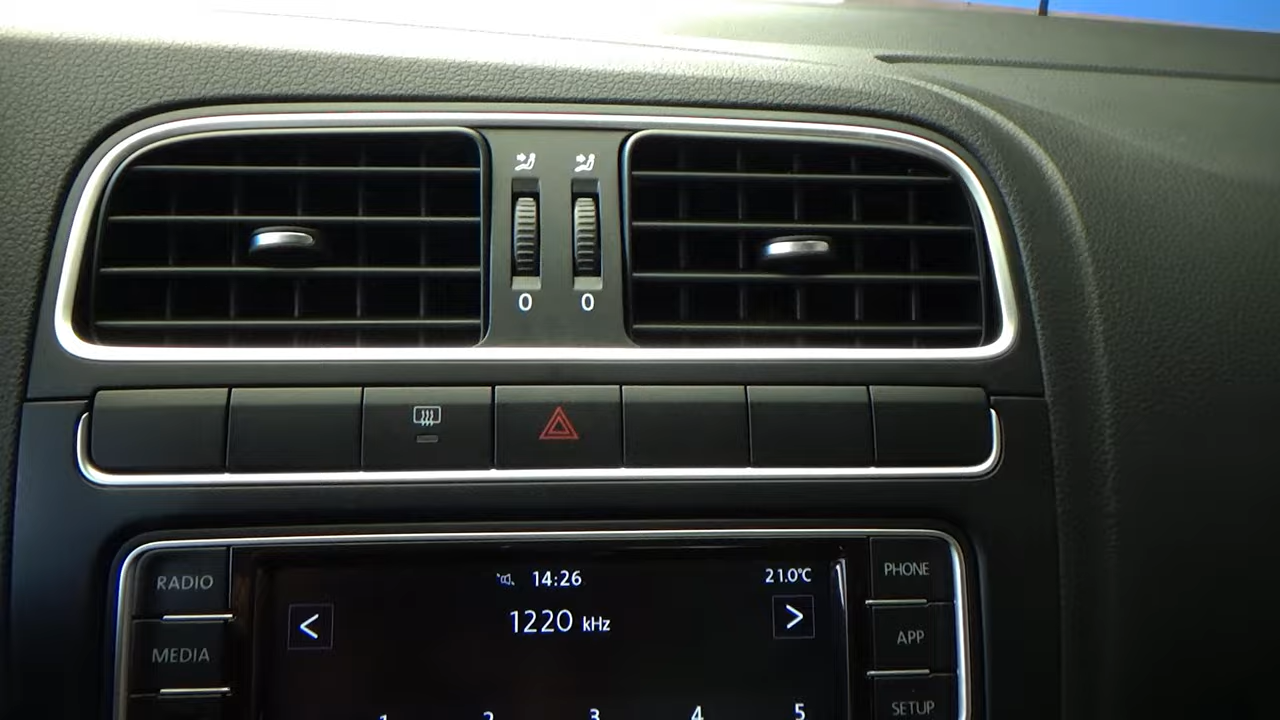 0 0
RADIO
MEDIA
14:26
21.0°C
1220 kHz
< >
1 2 3 4 5
PHONE
APP
SETUP